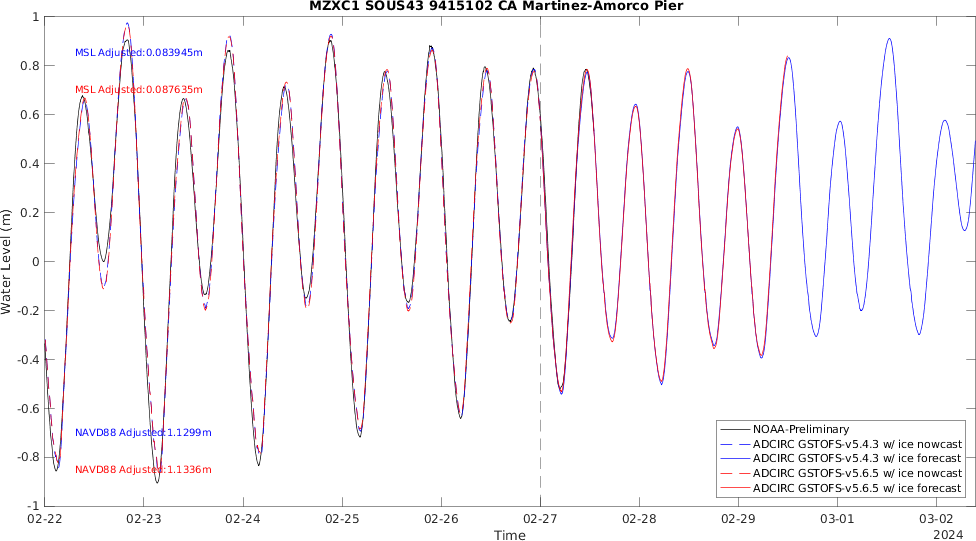 MZXC1 SOUS43 9415102 CA Martinez-Amorco Pier
1
0.8
0.6
0.4
0.2
0
-0.2
-0.4
-0.6
-0.8
-1
Water Level (m)
MSL Adjusted:0.083945m
MSL Adjusted:0.087635m
NAVD88 Adjusted:1.1299m
NAVD88 Adjusted:1.1336m
NOAA-Preliminary
ADCIRC GSTOFS-v5.4.3 w/ ice nowcast
ADCIRC GSTOFS-v5.4.3 w/ ice forecast
ADCIRC GSTOFS-v5.6.5 w/ ice nowcast
ADCIRC GSTOFS-v5.6.5 w/ ice forecast
02-22 02-23 02-24 02-25 02-26 02-27 02-28 02-29 03-01 03-02
Time
2024